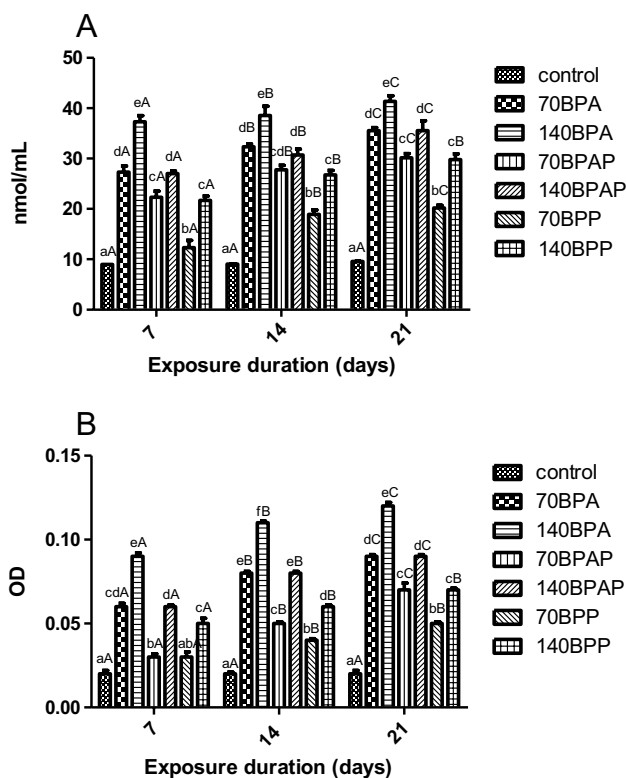 A
50
40
30
20
10
0
nmol/mL
aA
dA
eA
cA
dA
bA
cA
aA
dB
eB
cdB
dB
bB
cB
aA
dC
eC
cC
dC
bC
cB
7
14
21
Exposure duration (days)
control
70BPA
140BPA
70BPAP
140BPAP
70BPP
140BPP
B
0.15
0.10
0.05
0.00
OD
aA
cdA
eA
bA
dA
abA
cA
aA
eB
fB
cB
eB
bB
dB
aA
dC
eC
cC
dC
bB
cB
7
14
21
Exposure duration (days)
control
70BPA
140BPA
70BPAP
140BPAP
70BPP
140BPP